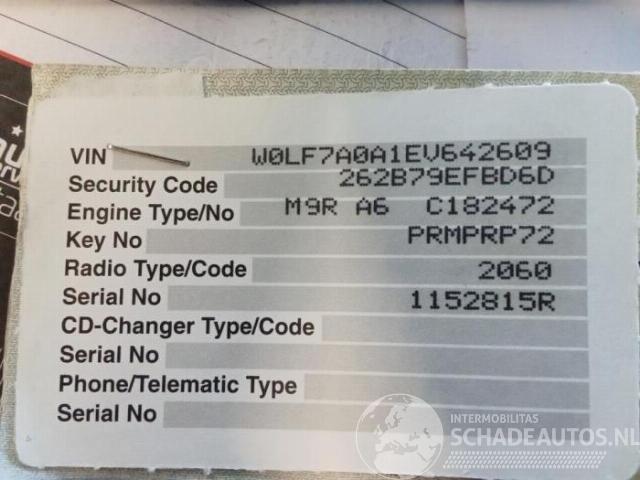 VIN W0LF7A0A1EV642609
Security Code 262B79EFBD6D
Engine Type/No M9R A6 C182472
Key No PRMPRP72
Radio Type/Code 2060
Serial No 1152815R
CD-Changer Type/Code
Serial No
Phone/Telematic Type
Serial No
INTERMOBILITAS
SCHADEAUTOS.NL